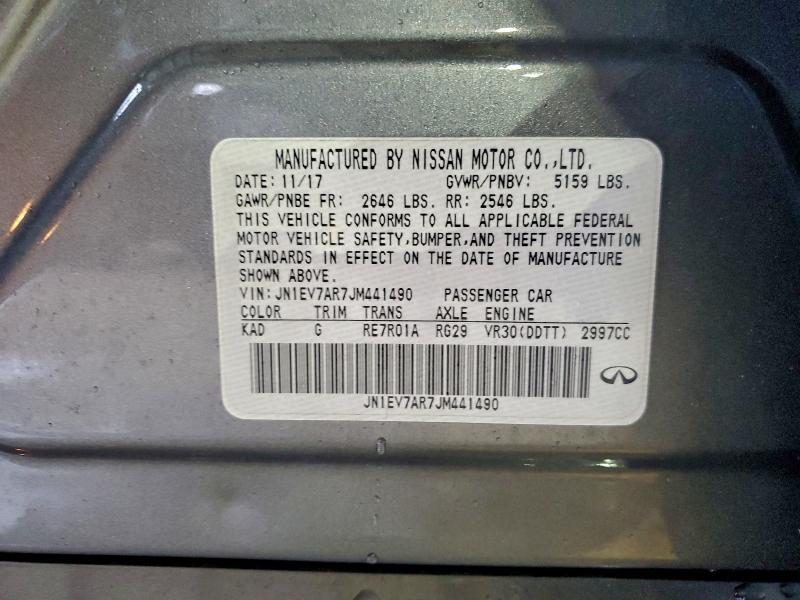 MANUFACTURED BY NISSAN MOTOR CO.,LTD.
DATE: 11/17 GVWR/PNBV: 5159 LBS.
GAWR/PNBE FR: 2646 LBS. RR: 2546 LBS.
THIS VEHICLE CONFORMS TO ALL APPLICABLE FEDERAL
MOTOR VEHICLE SAFETY,BUMPER,AND THEFT PREVENTION
STANDARDS IN EFFECT ON THE DATE OF MANUFACTURE
SHOWN ABOVE.
VIN: JN1EV7AR7JM441490 PASSENGER CAR
COLOR TRIM TRANS AXLE ENGINE
KAD G RE7R01A RG29 VR30(DDTT) 2997CC
JN1EV7AR7JM441490